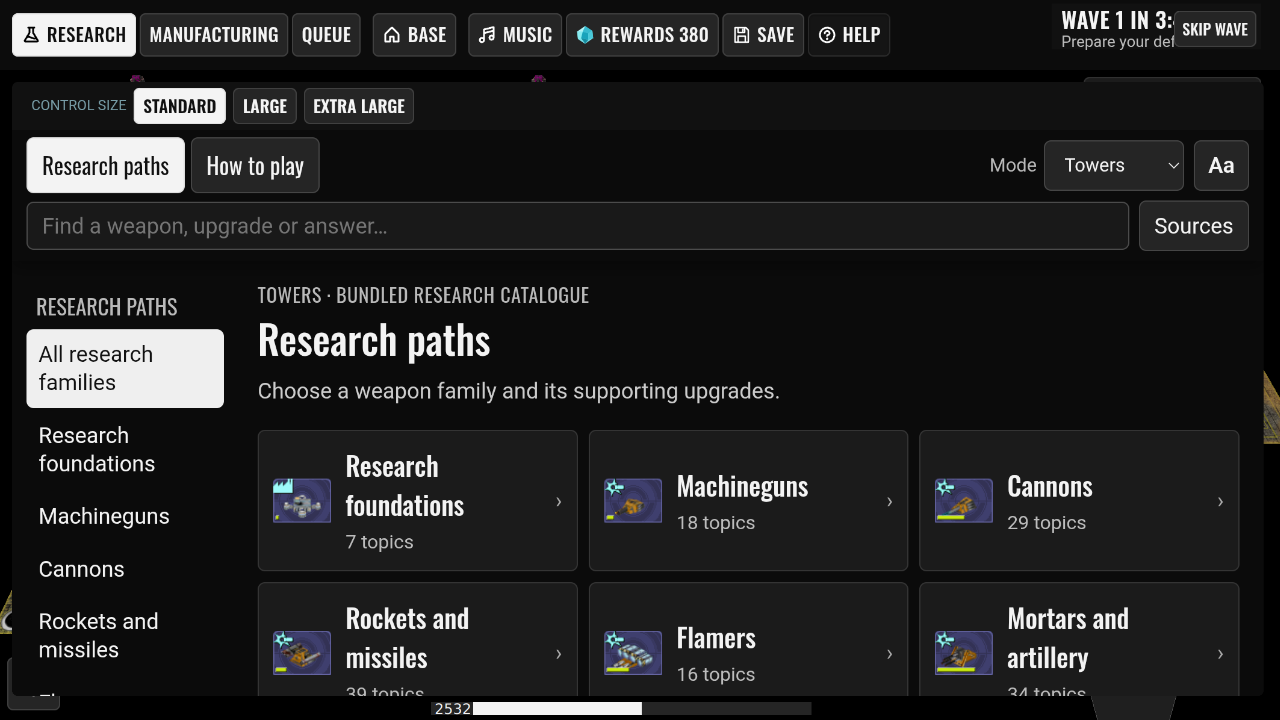 RESEARCH
MANUFACTURING
QUEUE
BASE
MUSIC
REWARDS 380
SAVE
HELP
WAVE 1 IN 3:
Prepare your def
SKIP WAVE
CONTROL SIZE
STANDARD
LARGE
EXTRA LARGE
Research paths
How to play
Mode
Towers
Aa
Find a weapon, upgrade or answer…
Sources
RESEARCH PATHS
All research
families
Research
foundations
Machineguns
Cannons
Rockets and
missiles
TOWERS · BUNDLED RESEARCH CATALOGUE
Research paths
Choose a weapon family and its supporting upgrades.
Research
foundations
7 topics
Machineguns
18 topics
Cannons
29 topics
Rockets and
missiles
39 topics
Flamers
16 topics
Mortars and
artillery
34 topics
2532